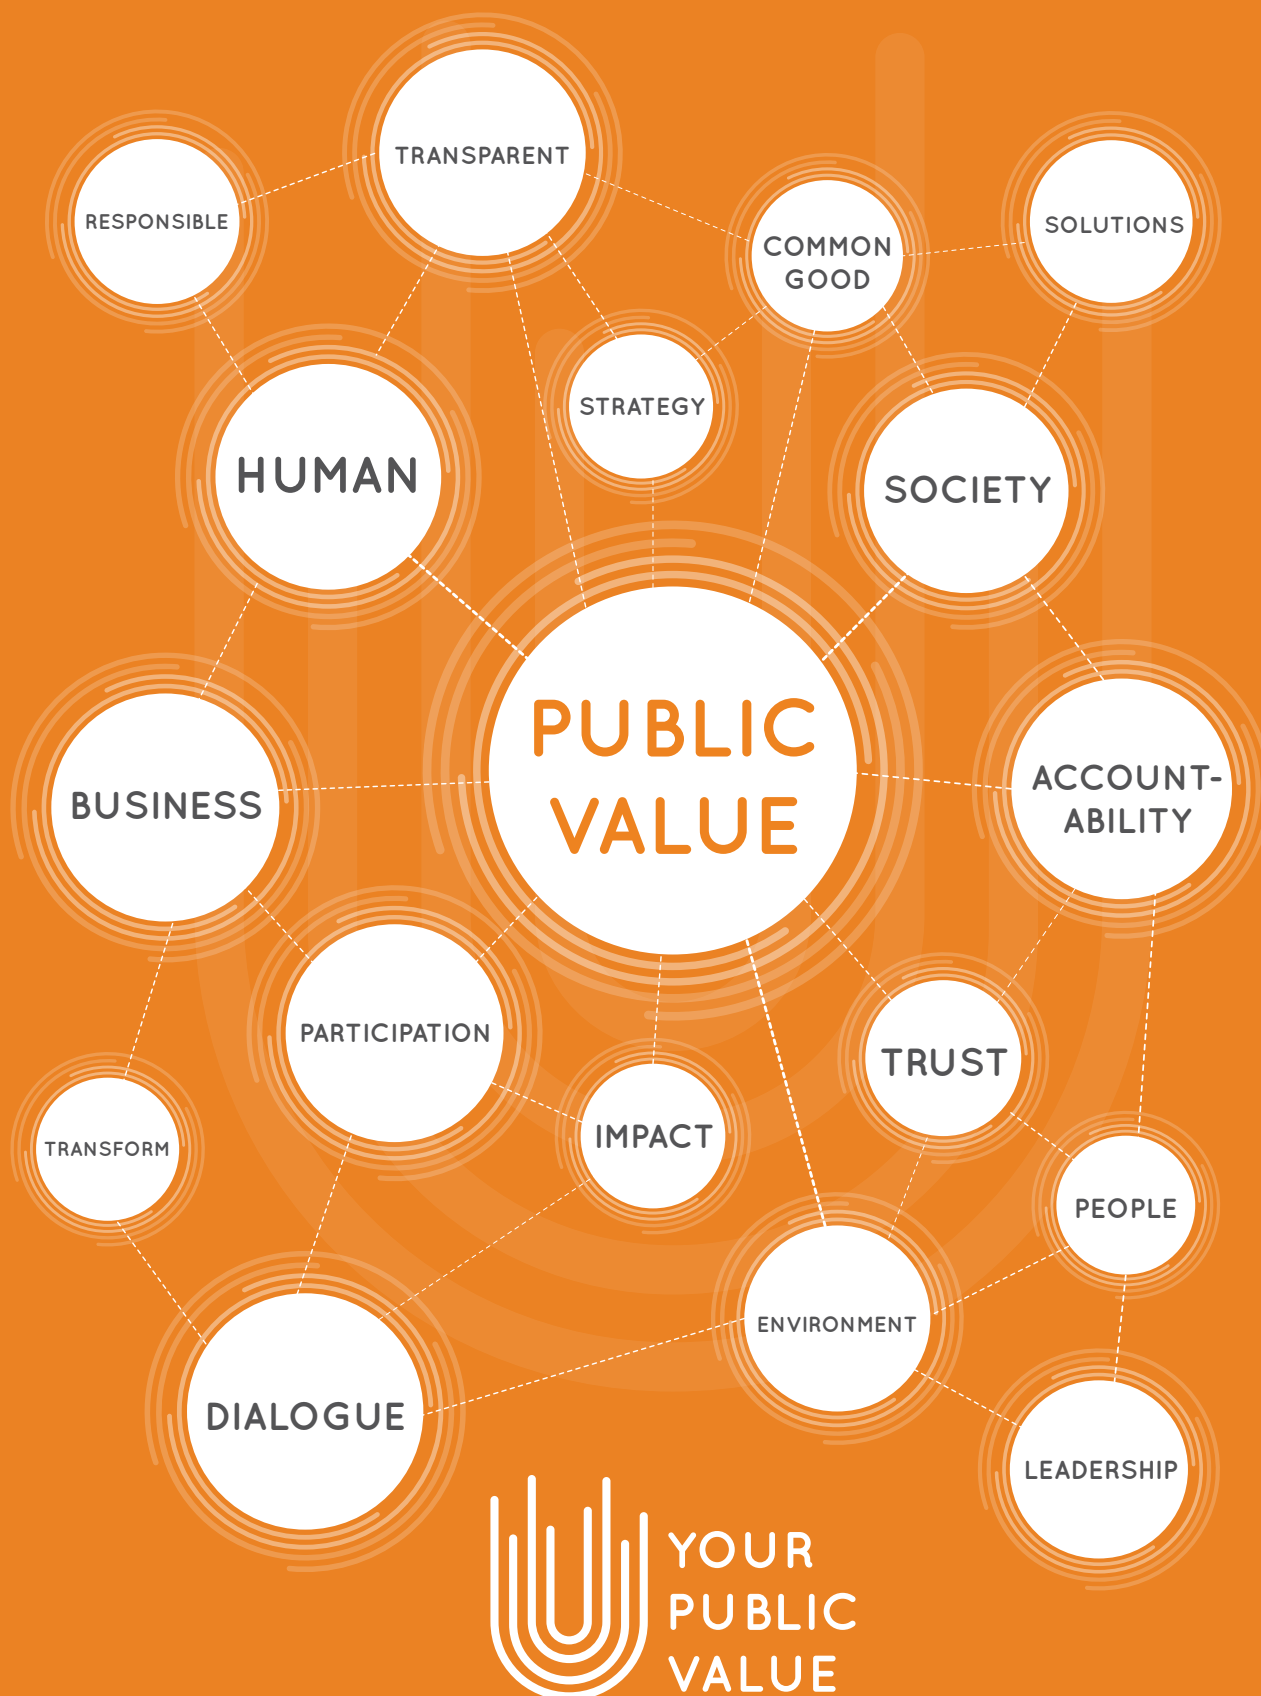 TRANSPARENT
RESPONSIBLE
COMMON
GOOD
SOLUTIONS
STRATEGY
HUMAN
SOCIETY
PUBLIC
VALUE
BUSINESS
ACCOUNT-
ABILITY
PARTICIPATION
TRUST
IMPACT
TRANSFORM
PEOPLE
ENVIRONMENT
DIALOGUE
LEADERSHIP
YOUR
PUBLIC
VALUE